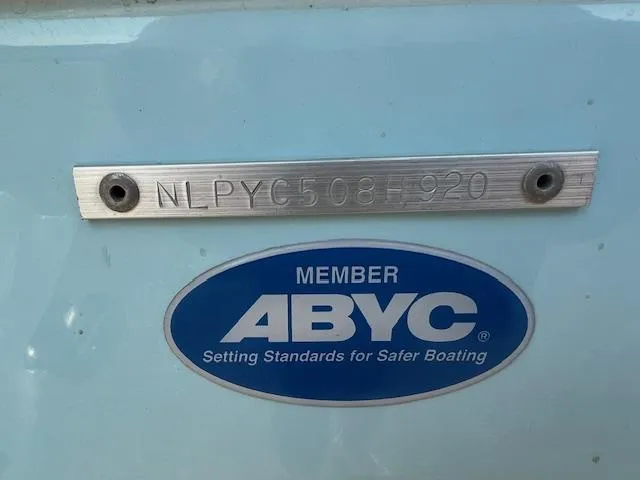 NLPYC508H920
MEMBER
ABYC®
Setting Standards for Safer Boating